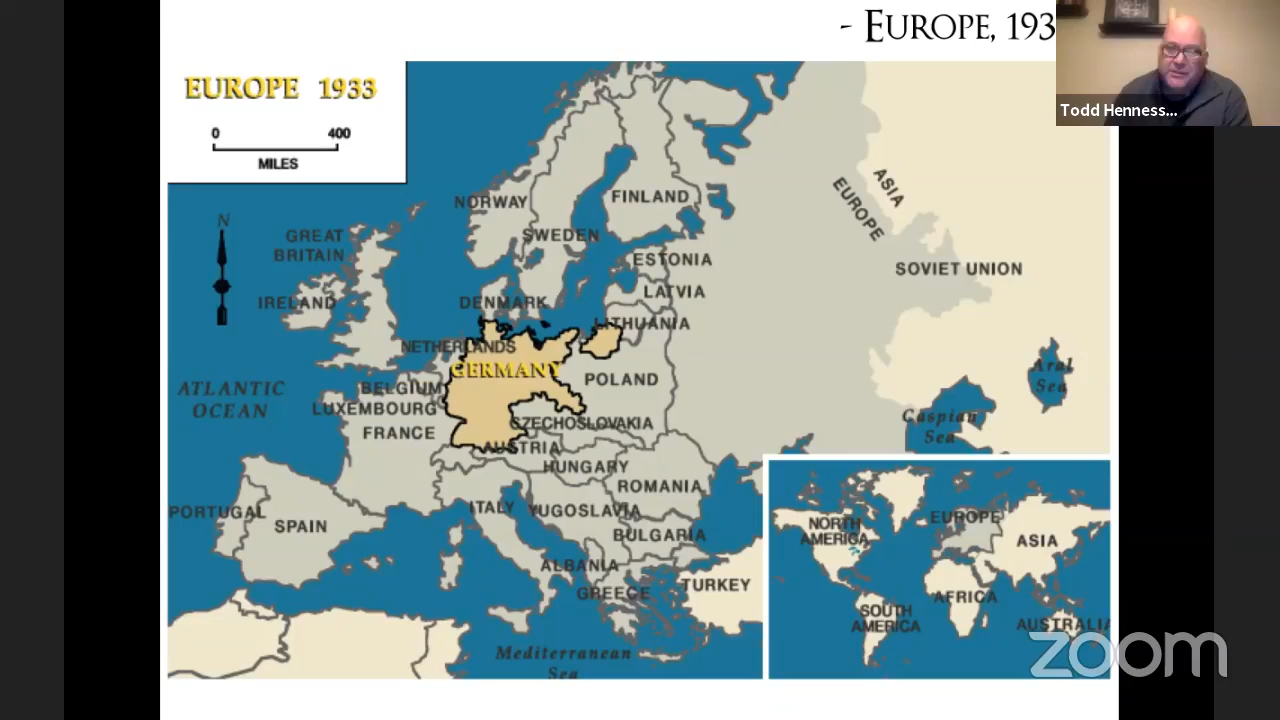 - EUROPE, 193
Todd Henness...
EUROPE 1933
0 400
MILES
N
NORWAY
FINLAND
SWEDEN
GREAT
BRITAIN
IRELAND
ESTONIA
LATVIA
LITHUANIA
DENMARK
NETHERLANDS
GERMANY
POLAND
BELGIUM
LUXEMBOURG
FRANCE
CZECHOSLOVAKIA
AUSTRIA
HUNGARY
ROMANIA
ITALY
YUGOSLAVIA
BULGARIA
PORTUGAL
SPAIN
ALBANIA
GREECE
TURKEY
ATLANTIC
OCEAN
Mediterranean
Sea
ASIA
EUROPE
SOVIET UNION
Aral
Sea
Caspian
Sea
NORTH
AMERICA
EUROPE
ASIA
AFRICA
SOUTH
AMERICA
AUSTRALIA
zoom